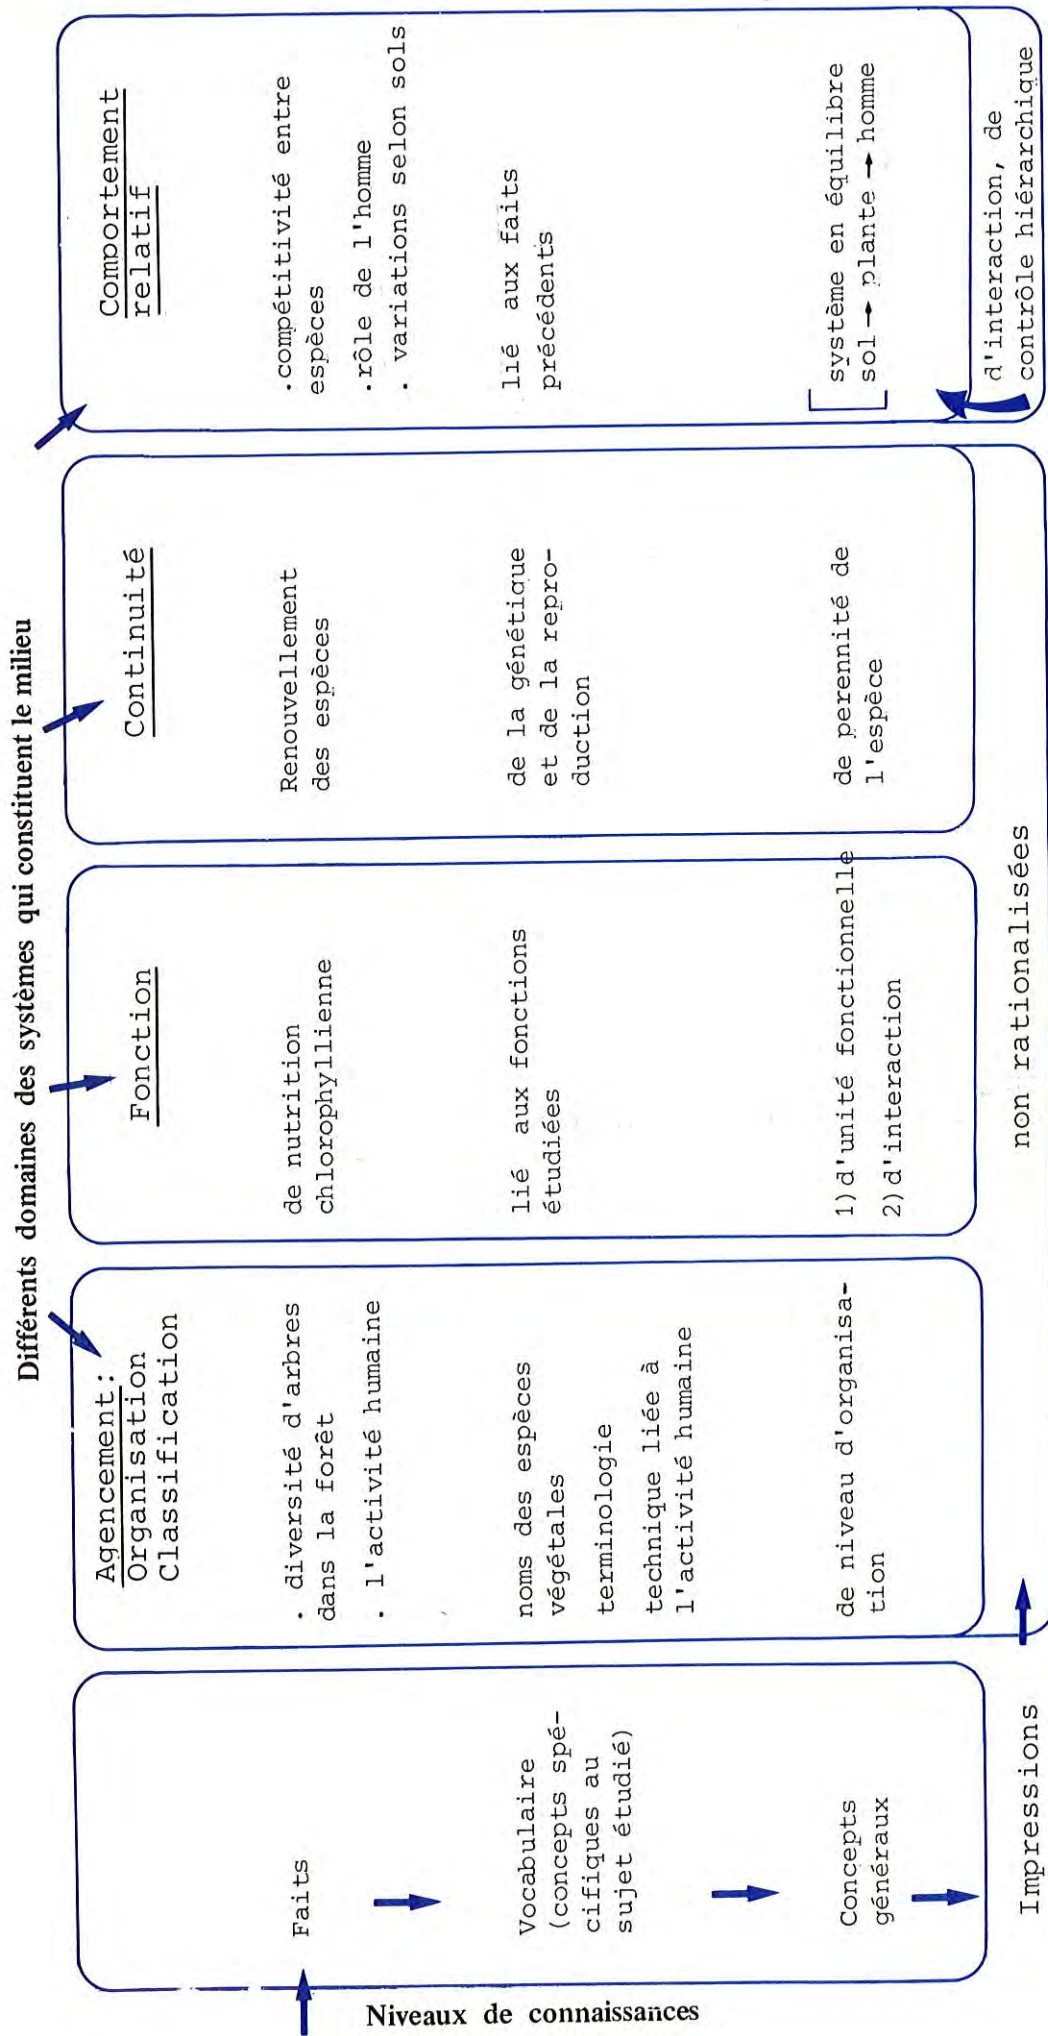 Différents domaines des systèmes qui constituent le milieu
Niveaux de connaissances
Faits
Vocabulaire
(concepts spé-
cifiques au
sujet étudié)
Concepts
généraux
Impressions
Agencement:
Organisation
Classification
. diversité d'arbres
dans la forêt
. l'activité humaine
noms des espèces
végétales
terminologie
technique liée à
l'activité humaine
de niveau d'organisa-
tion
Fonction
de nutrition
chlorophyllienne
lié aux fonctions
étudiées
1) d'unité fonctionnelle
2) d'interaction
Continuité
Renouvellement
des espèces
de la génétique
et de la repro-
duction
de perennité de
l'espèce
non rationalisées
Comportement
relatif
.compétitivité entre
espèces
.rôle de l'homme
. variations selon sols
lié aux faits
précédents
système en équilibre
sol → plante → homme
d'interaction, de
contrôle hiérarchique